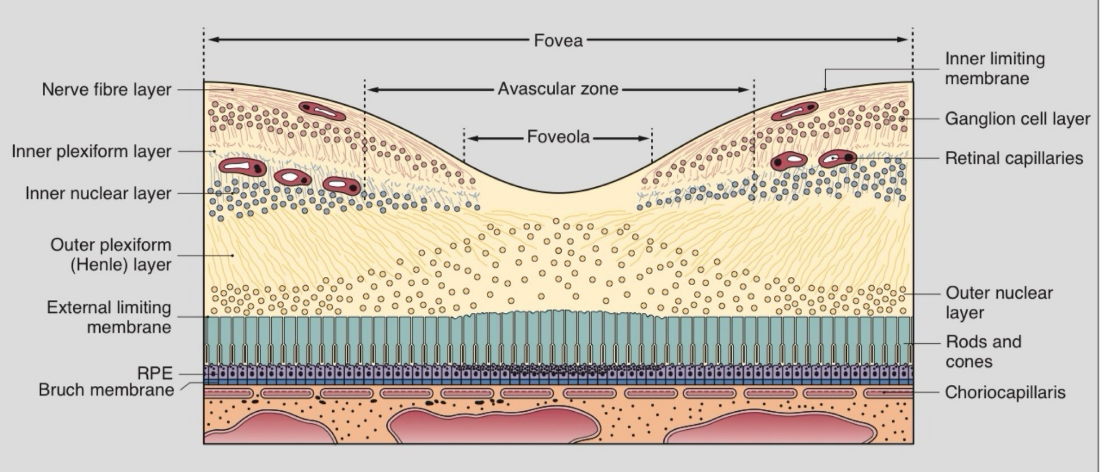 Fovea
Avascular zone
Foveola
Nerve fibre layer
Inner plexiform layer
Inner nuclear layer
Outer plexiform
(Henle) layer
External limiting
membrane
RPE
Bruch membrane
Inner limiting
membrane
Ganglion cell layer
Retinal capillaries
Outer nuclear
layer
Rods and
cones
Choriocapillaris